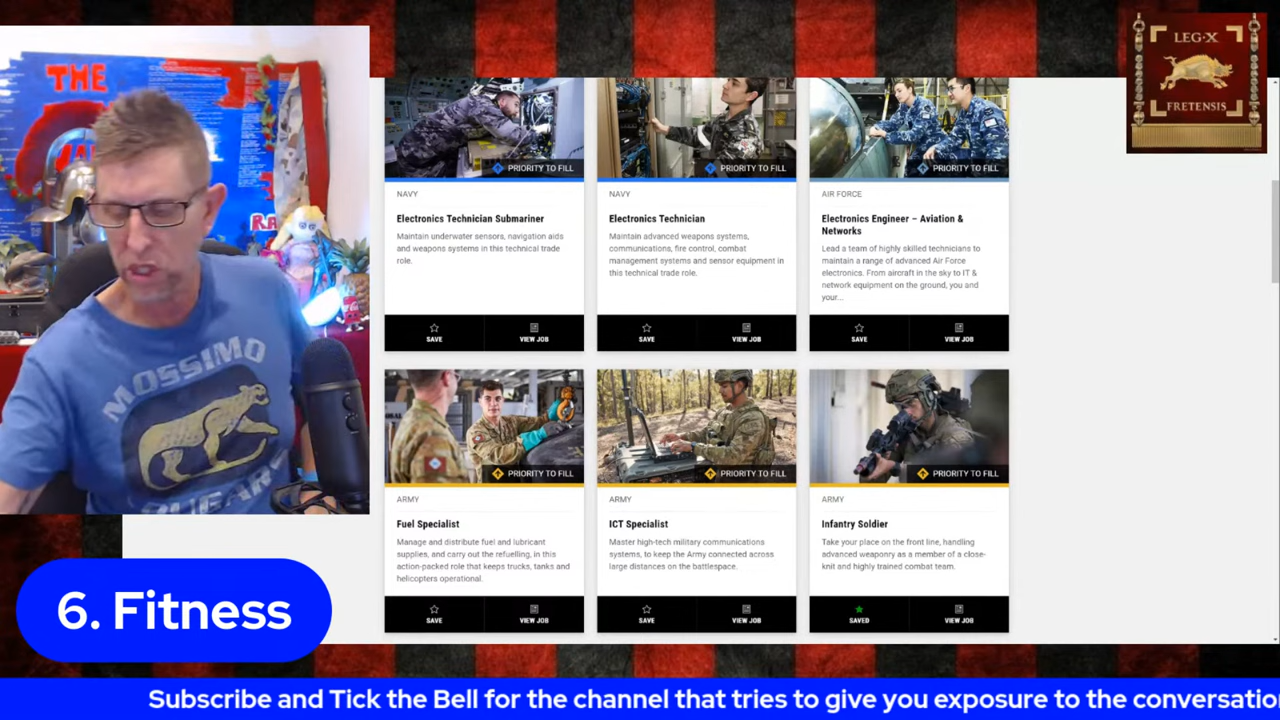 THE
RA
LEG·X
FRETENSIS
MOSSIMO
PRIORITY TO FILL
NAVY
Electronics Technician Submariner
Maintain underwater sensors, navigation aids
and weapons systems in this technical trade
role.
SAVE
VIEW JOB
PRIORITY TO FILL
NAVY
Electronics Technician
Maintain advanced weapons systems,
communications, fire control, combat
management systems and sensor equipment in
this technical trade role.
SAVE
VIEW JOB
PRIORITY TO FILL
AIR FORCE
Electronics Engineer – Aviation &
Networks
Lead a team of highly skilled technicians to
maintain a range of advanced Air Force
electronics. From aircraft in the sky to IT &
network equipment on the ground, you and
your...
SAVE
VIEW JOB
PRIORITY TO FILL
ARMY
Fuel Specialist
Manage and distribute fuel and lubricant
supplies, and carry out the refuelling, in this
action-packed role that keeps trucks, tanks and
helicopters operational.
SAVE
VIEW JOB
PRIORITY TO FILL
ARMY
ICT Specialist
Master high-tech military communications
systems, to keep the Army connected across
large distances on the battlespace.
SAVE
VIEW JOB
PRIORITY TO FILL
ARMY
Infantry Soldier
Take your place on the front line, handling
advanced weaponry as a member of a close-
knit and highly trained combat team.
SAVED
VIEW JOB
6. Fitness
Subscribe and Tick the Bell for the channel that tries to give you exposure to the conversatio